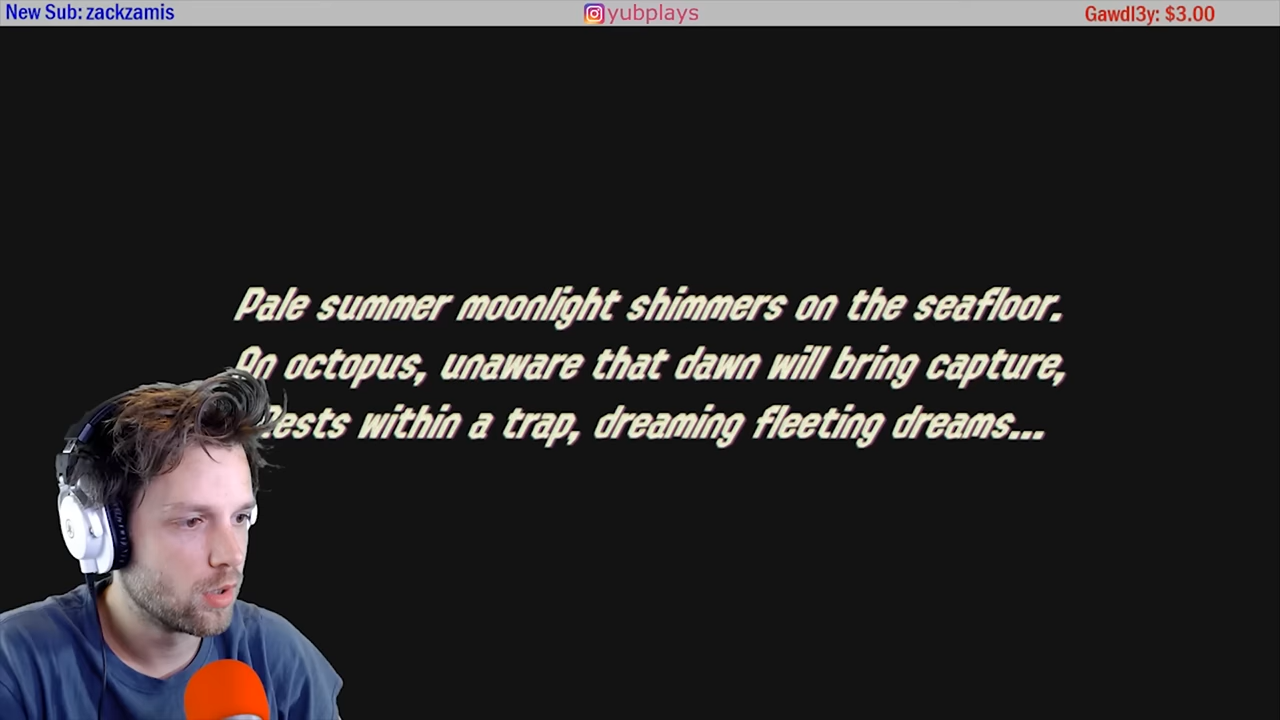 New Sub: zackzamis
yubplays
Gawdl3y: $3.00
Pale summer moonlight shimmers on the seafloor.
An octopus, unaware that dawn will bring capture,
Rests within a trap, dreaming fleeting dreams...